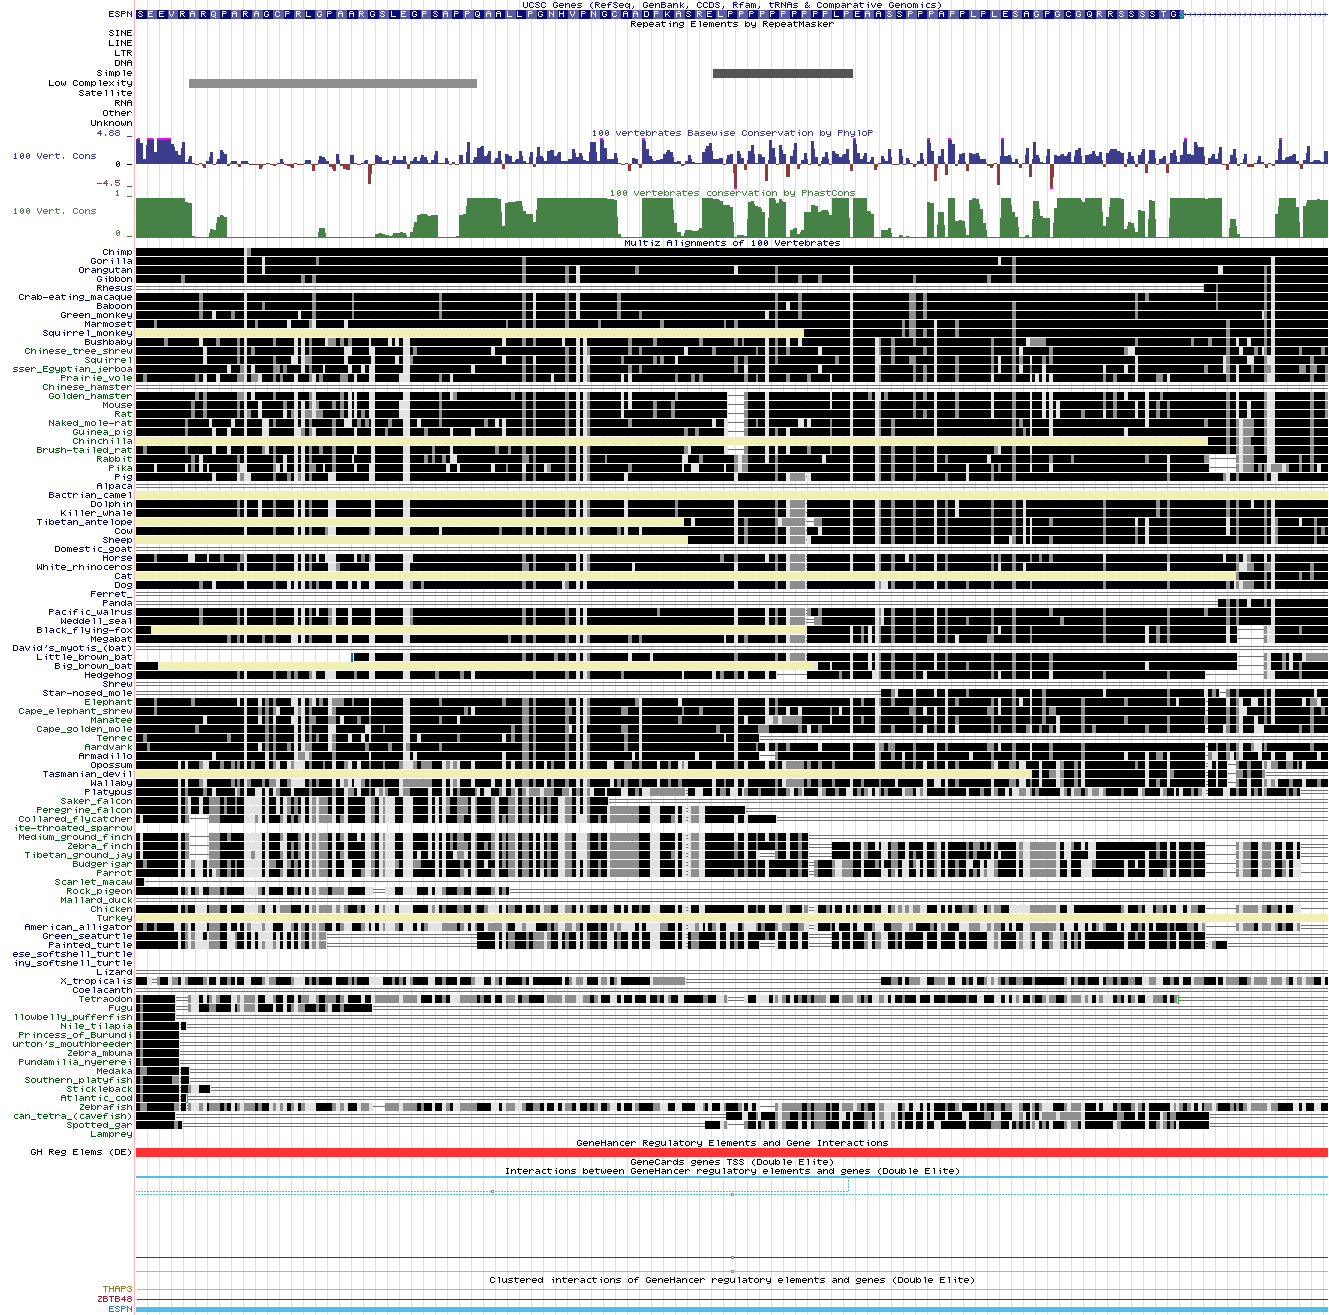 UCSC Genes (RefSeq, GenBank, CCDS, Rfam, tRNAs & Comparative Genomics)
ESPN
Repeating Elements by RepeatMasker
SINE
LINE
LTR
DNA
Simple
Low Complexity
Satellite
RNA
Other
Unknown
4.88 _
100 vertebrates Basewise Conservation by PhyloP
100 Vert. Cons
0 _
-4.5 _
1 _
100 vertebrates conservation by PhastCons
100 Vert. Cons
0 _
Multiz Alignments of 100 Vertebrates
Chimp
Gorilla
Orangutan
Gibbon
Rhesus
Crab-eating_macaque
Baboon
Green_monkey
Marmoset
Squirrel_monkey
Bushbaby
Chinese_tree_shrew
Squirrel
sser_Egyptian_jerboa
Prairie_vole
Chinese_hamster
Golden_hamster
Mouse
Rat
Naked_mole-rat
Guinea_pig
Chinchilla
Brush-tailed_rat
Rabbit
Pika
Pig
Alpaca
Bactrian_camel
Dolphin
Killer_whale
Tibetan_antelope
Cow
Sheep
Domestic_goat
Horse
White_rhinoceros
Cat
Dog
Ferret_
Panda
Pacific_walrus
Weddell_seal
Black_flying-fox
Megabat
David's_myotis_(bat)
Little_brown_bat
Big_brown_bat
Hedgehog
Shrew
Star-nosed_mole
Elephant
Cape_elephant_shrew
Manatee
Cape_golden_mole
Tenrec
Aardvark
Armadillo
Opossum
Tasmanian_devil
Wallaby
Platypus
Saker_falcon
Peregrine_falcon
Collared_flycatcher
ite-throated_sparrow
Medium_ground_finch
Zebra_finch
Tibetan_ground_jay
Budgerigar
Parrot
Scarlet_macaw
Rock_pigeon
Mallard_duck
Chicken
Turkey
American_alligator
Green_seaturtle
Painted_turtle
ese_softshell_turtle
iny_softshell_turtle
Lizard
X_tropicalis
Coelacanth
Tetraodon
Fugu
llowbelly_pufferfish
Nile_tilapia
Princess_of_Burundi
urton's_mouthbreeder
Zebra_mbuna
Pundamilia_nyererei
Medaka
Southern_platyfish
Stickleback
Atlantic_cod
Zebrafish
can_tetra_(cavefish)
Spotted_gar
Lamprey
GeneHancer Regulatory Elements and Gene Interactions
GH Reg Elems (DE)
GeneCards genes TSS (Double Elite)
Interactions between GeneHancer regulatory elements and genes (Double Elite)
Clustered interactions of GeneHancer regulatory elements and genes (Double Elite)
THAP3
ZBTB48
ESPN